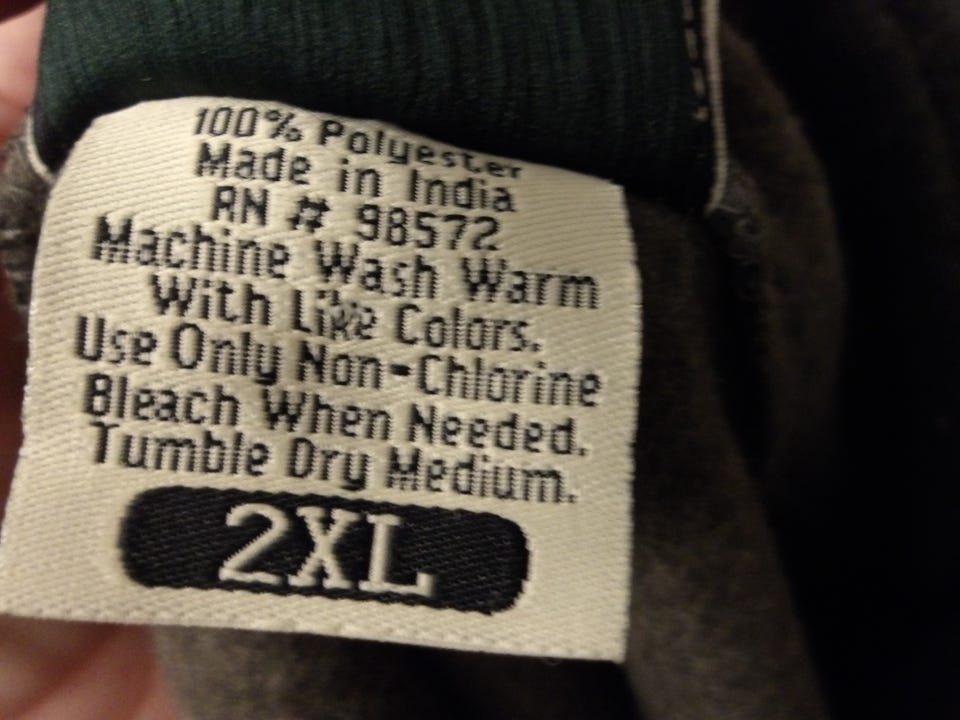 100% Polyester
Made in India
RN # 98572
Machine Wash Warm
With Like Colors.
Use Only Non-Chlorine
Bleach When Needed.
Tumble Dry Medium.
2XL